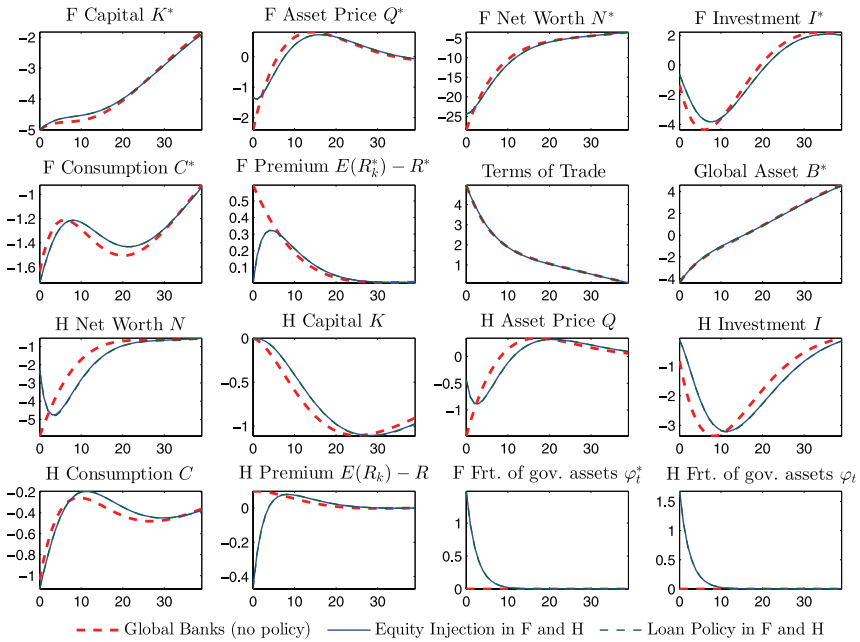 F Capital K* F Asset Price Q* F Net Worth N* F Investment I*
−2 −3 −4 −5
0 −1 −2
−5 −10 −15 −20 −25
2 0 −2 −4
0 10 20 30 0 10 20 30 0 10 20 30 0 10 20 30
F Consumption C* F Premium E(R*k) − R* Terms of Trade Global Asset B*
−1 −1.2 −1.4 −1.6
0.5 0.4 0.3 0.2 0.1
4 3 2 1
4 2 0 −2 −4
0 10 20 30 0 10 20 30 0 10 20 30 0 10 20 30
H Net Worth N H Capital K H Asset Price Q H Investment I
−1 −2 −3 −4 −5
0 −0.5 −1
0 −0.5 −1
−1 −2 −3
0 10 20 30 0 10 20 30 0 10 20 30 0 10 20 30
H Consumption C H Premium E(Rk) − R F Frt. of gov. assets φ*t H Frt. of gov. assets φt
−0.2 −0.4 −0.6 −0.8 −1
0 −0.2 −0.4
1 0.5 0
1.5 1 0.5 0
0 10 20 30 0 10 20 30 0 10 20 30 0 10 20 30
Global Banks (no policy) Equity Injection in F and H Loan Policy in F and H